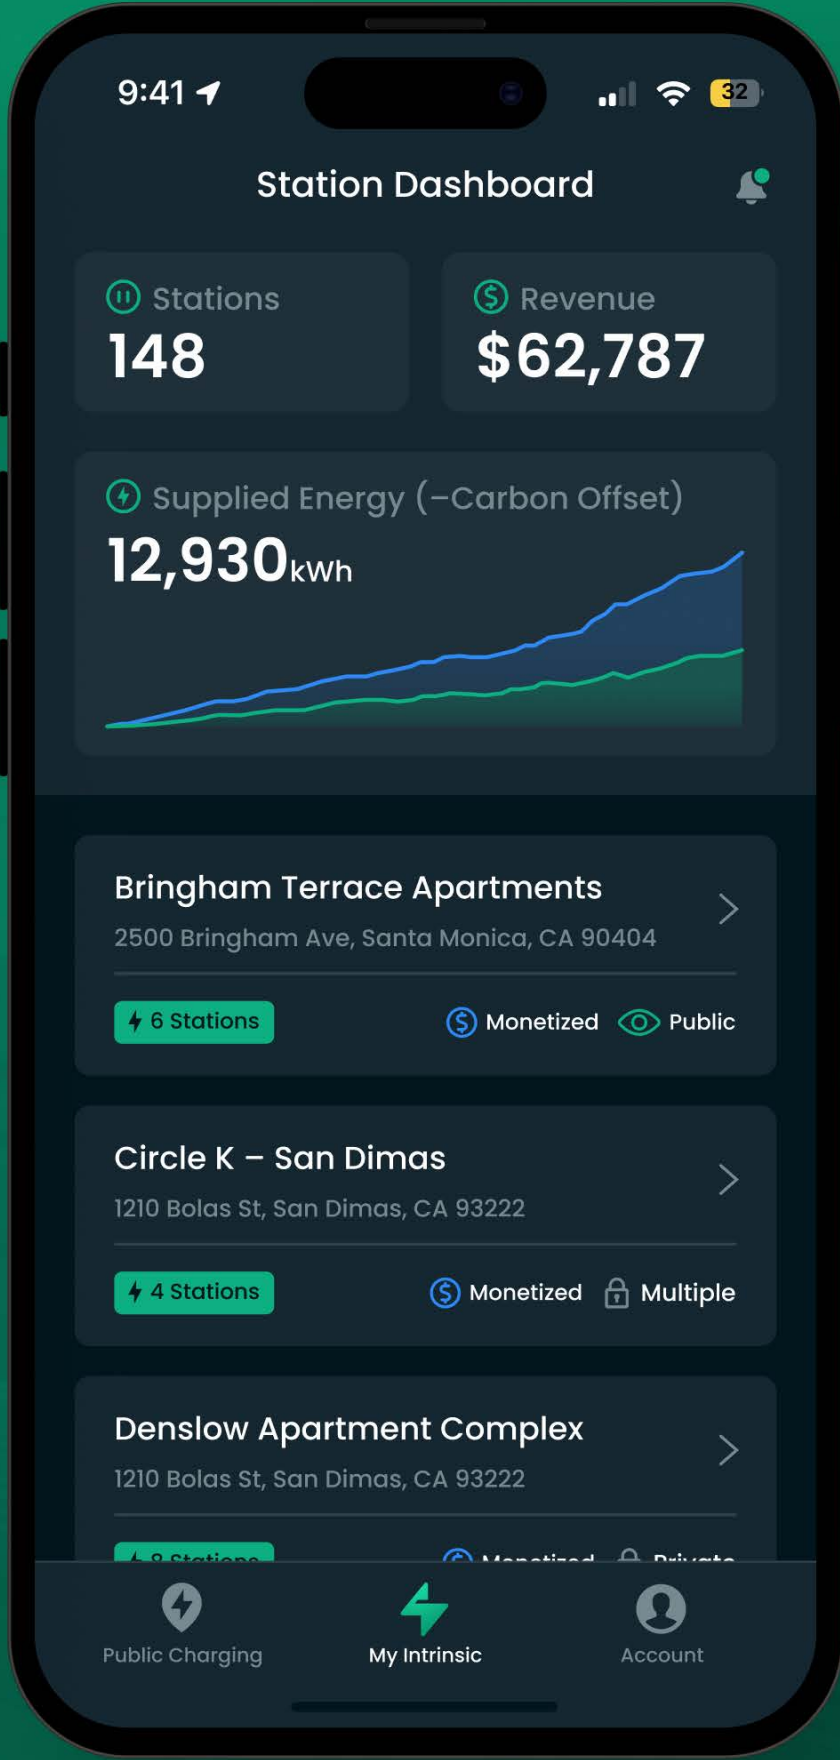 9:41
32
Station Dashboard
Stations
148
Revenue
$62,787
Supplied Energy (–Carbon Offset)
12,930kWh
Bringham Terrace Apartments
2500 Bringham Ave, Santa Monica, CA 90404
6 Stations
Monetized
Public
Circle K – San Dimas
1210 Bolas St, San Dimas, CA 93222
4 Stations
Monetized
Multiple
Denslow Apartment Complex
1210 Bolas St, San Dimas, CA 93222
Stations
Monetized
Private
Public Charging
My Intrinsic
Account